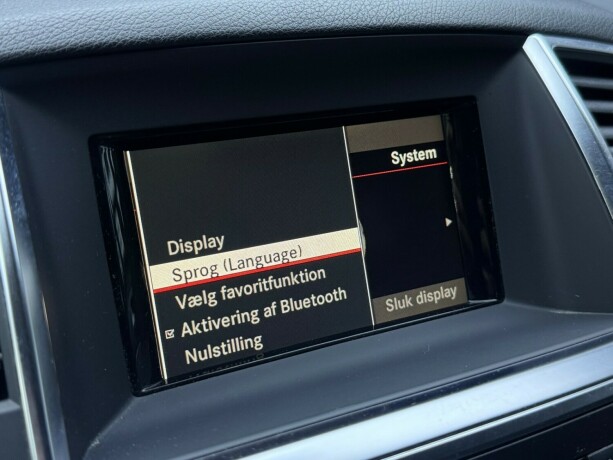 System
Display
Sprog (Language)
Vælg favoritfunktion
Aktivering af Bluetooth
Nulstilling
Sluk display